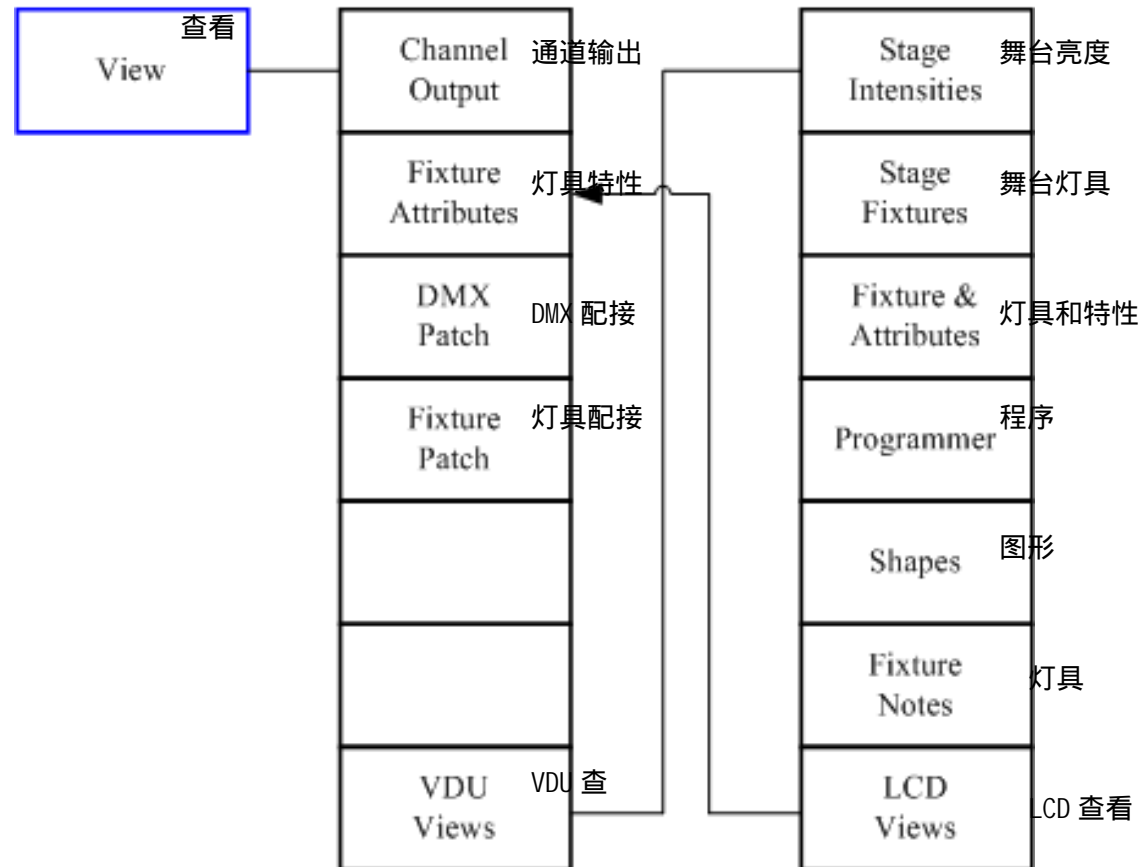 View
查看
Channel
Output
通道输出
Fixture
Attributes
灯具特性
DMX
Patch
DMX 配接
Fixture
Patch
灯具配接
VDU
Views
VDU 查
Stage
Intensities
舞台亮度
Stage
Fixtures
舞台灯具
Fixture &
Attributes
灯具和特性
Programmer
程序
Shapes
图形
Fixture
Notes
灯具
LCD
Views
LCD 查看